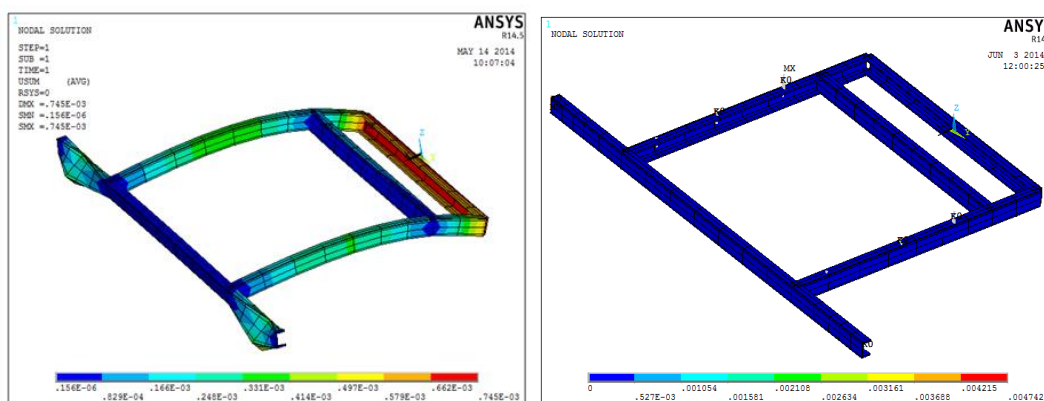 1
NODAL SOLUTION
STEP=1
SUB =1
TIME=1
USUM (AVG)
RSYS=0
DMX =.745E-03
SMN =.156E-06
SMX =.745E-03
ANSYS
R14.5
MAY 14 2014
10:07:04
Z
.156E-06 .166E-03 .331E-03 .497E-03 .662E-03
.829E-04 .248E-03 .414E-03 .579E-03 .745E-03
1
NODAL SOLUTION
ANSY
R14
JUN 3 2014
12:00:25
MX
Z
0 .001054 .002108 .003161 .004215
.527E-03 .001581 .002634 .003688 .004742